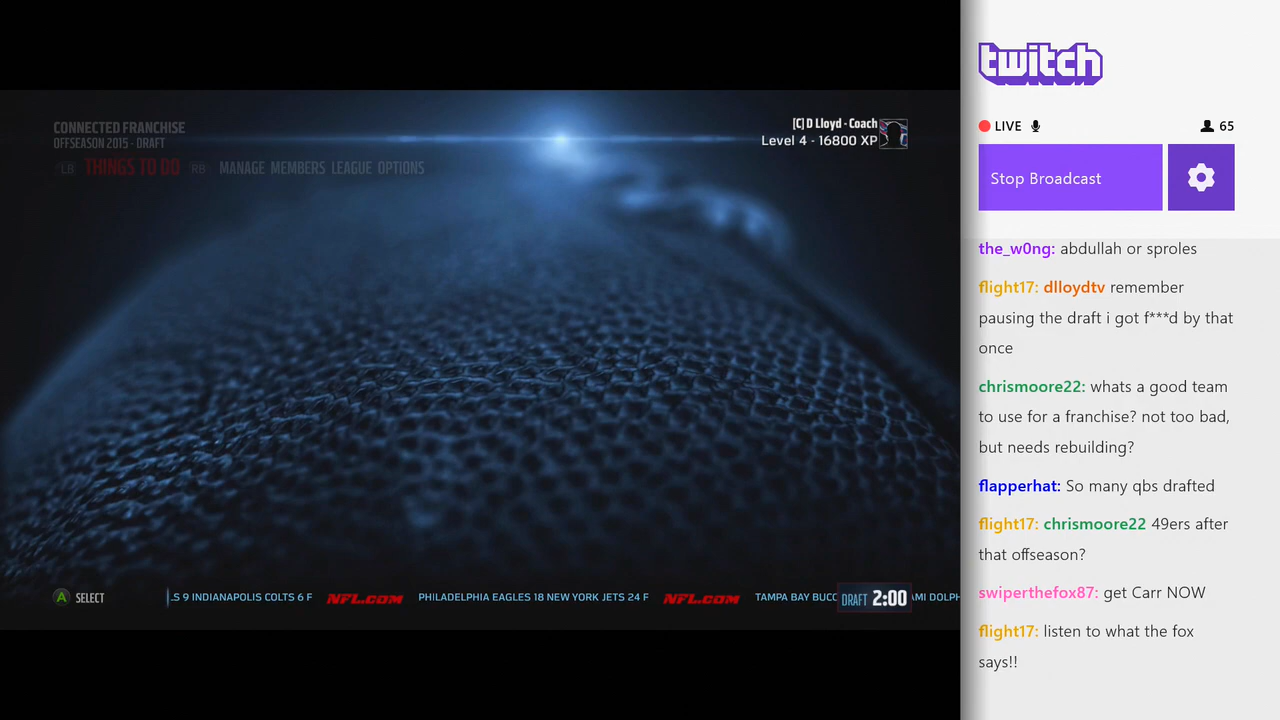 CONNECTED FRANCHISE
OFFSEASON 2015 - DRAFT
LB THINGS TO DO RB MANAGE MEMBERS LEAGUE OPTIONS
[C] D Lloyd - Coach
Level 4 - 16800 XP
A SELECT
.S 9 INDIANAPOLIS COLTS 6 F NFL.COM PHILADELPHIA EAGLES 18 NEW YORK JETS 24 F NFL.COM TAMPA BAY BUCC
DRAFT 2:00
AMI DOLPH
twitch
LIVE 65
Stop Broadcast
the_w0ng: abdullah or sproles
flight17: dlloydtv remember
pausing the draft i got f***d by that
once
chrismoore22: whats a good team
to use for a franchise? not too bad,
but needs rebuilding?
flapperhat: So many qbs drafted
flight17: chrismoore22 49ers after
that offseason?
swiperthefox87: get Carr NOW
flight17: listen to what the fox
says!!